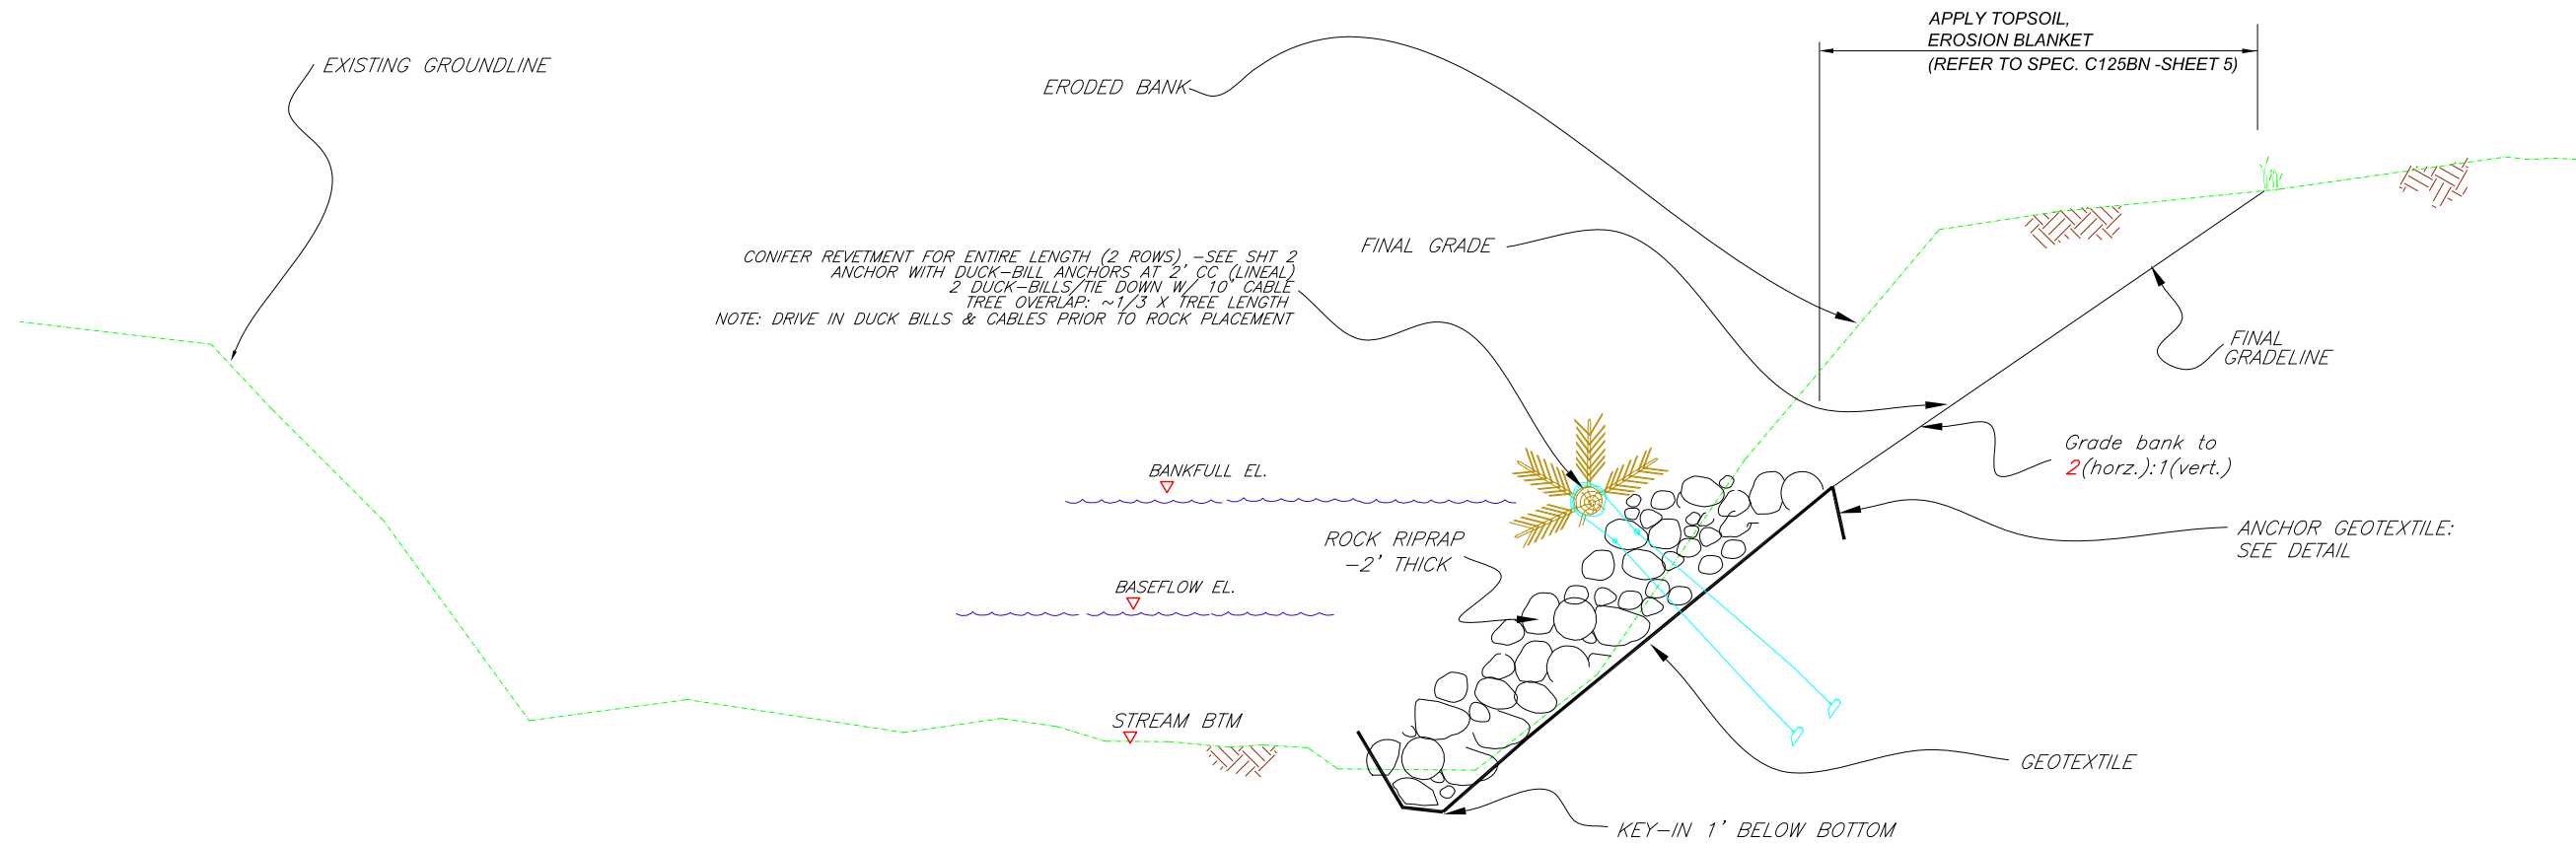 APPLY TOPSOIL,
EROSION BLANKET
(REFER TO SPEC. C125BN -SHEET 5)
EXISTING GROUNDLINE
ERODED BANK
FINAL GRADE
CONIFER REVETMENT FOR ENTIRE LENGTH (2 ROWS) -SEE SHT 2
ANCHOR WITH DUCK-BILL ANCHORS AT 2' CC (LINEAL)
2 DUCK-BILLS/TIE DOWN W/ 10' CABLE
TREE OVERLAP: ~1/3 X TREE LENGTH
NOTE: DRIVE IN DUCK BILLS & CABLES PRIOR TO ROCK PLACEMENT
FINAL
GRADELINE
Grade bank to
2(horz.):1(vert.)
BANKFULL EL.
ROCK RIPRAP
-2' THICK
ANCHOR GEOTEXTILE:
SEE DETAIL
BASEFLOW EL.
STREAM BTM
GEOTEXTILE
KEY-IN 1' BELOW BOTTOM